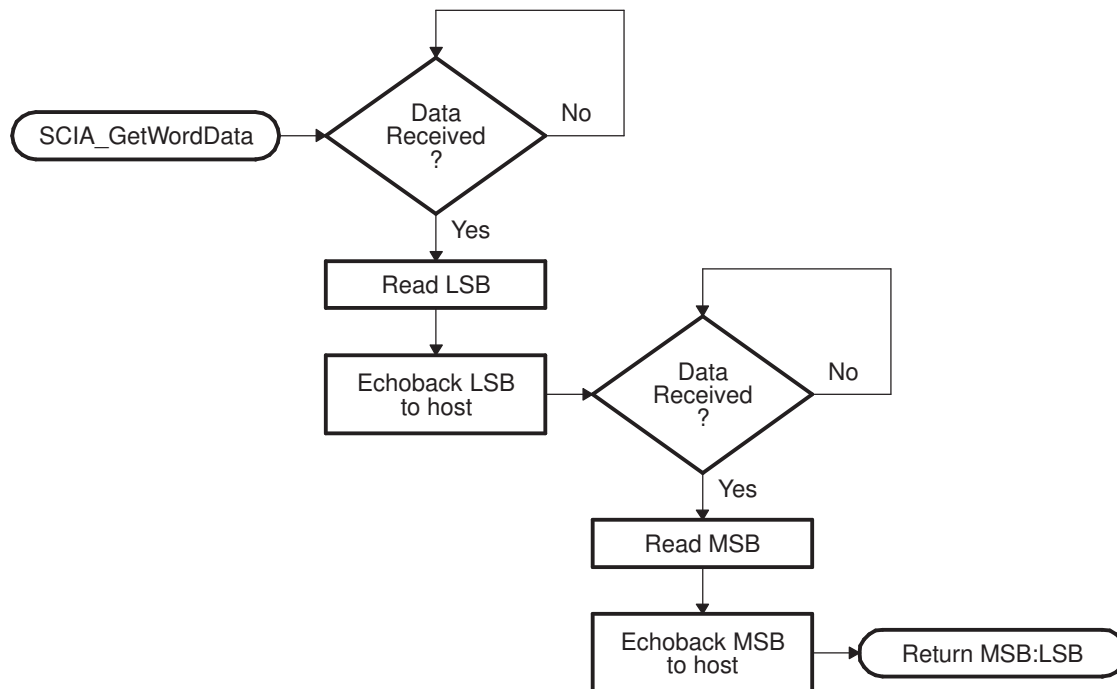 SCIA_GetWordData
Data
Received
?
No
Yes
Read LSB
Echoback LSB
to host
Data
Received
?
No
Yes
Read MSB
Echoback MSB
to host
Return MSB:LSB